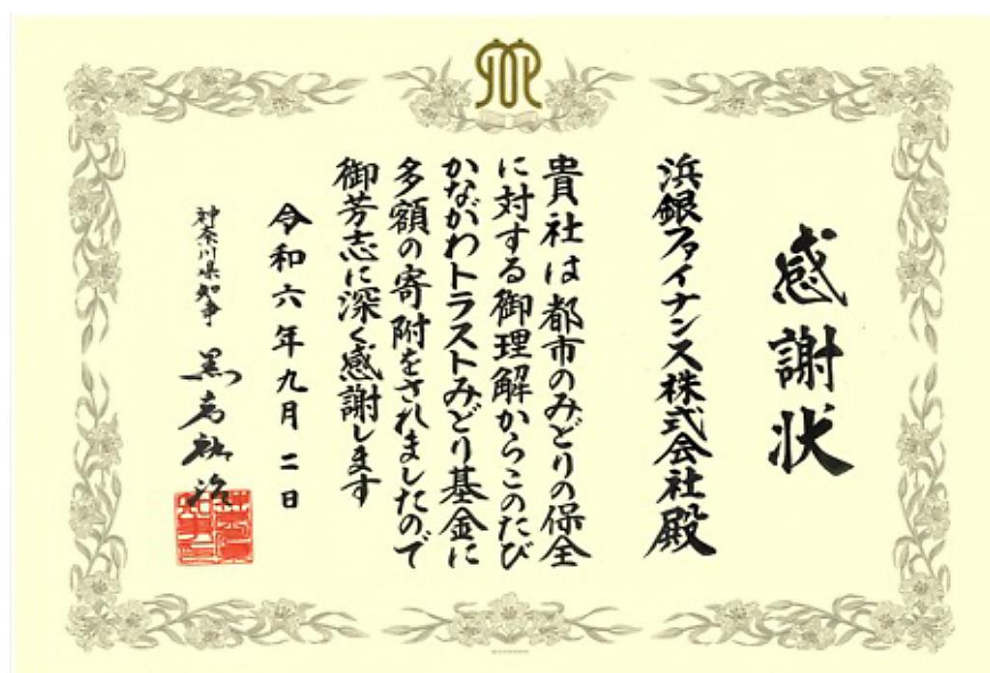 感謝状
浜銀ファイナンス株式会社殿
貴社は都市のみどりの保全
に対する御理解からこのたび
かながわトラストみどり基金に
多額の寄附をされましたので
御芳志に深く感謝します
令和六年九月二日
神奈川県知事 黒岩祐治